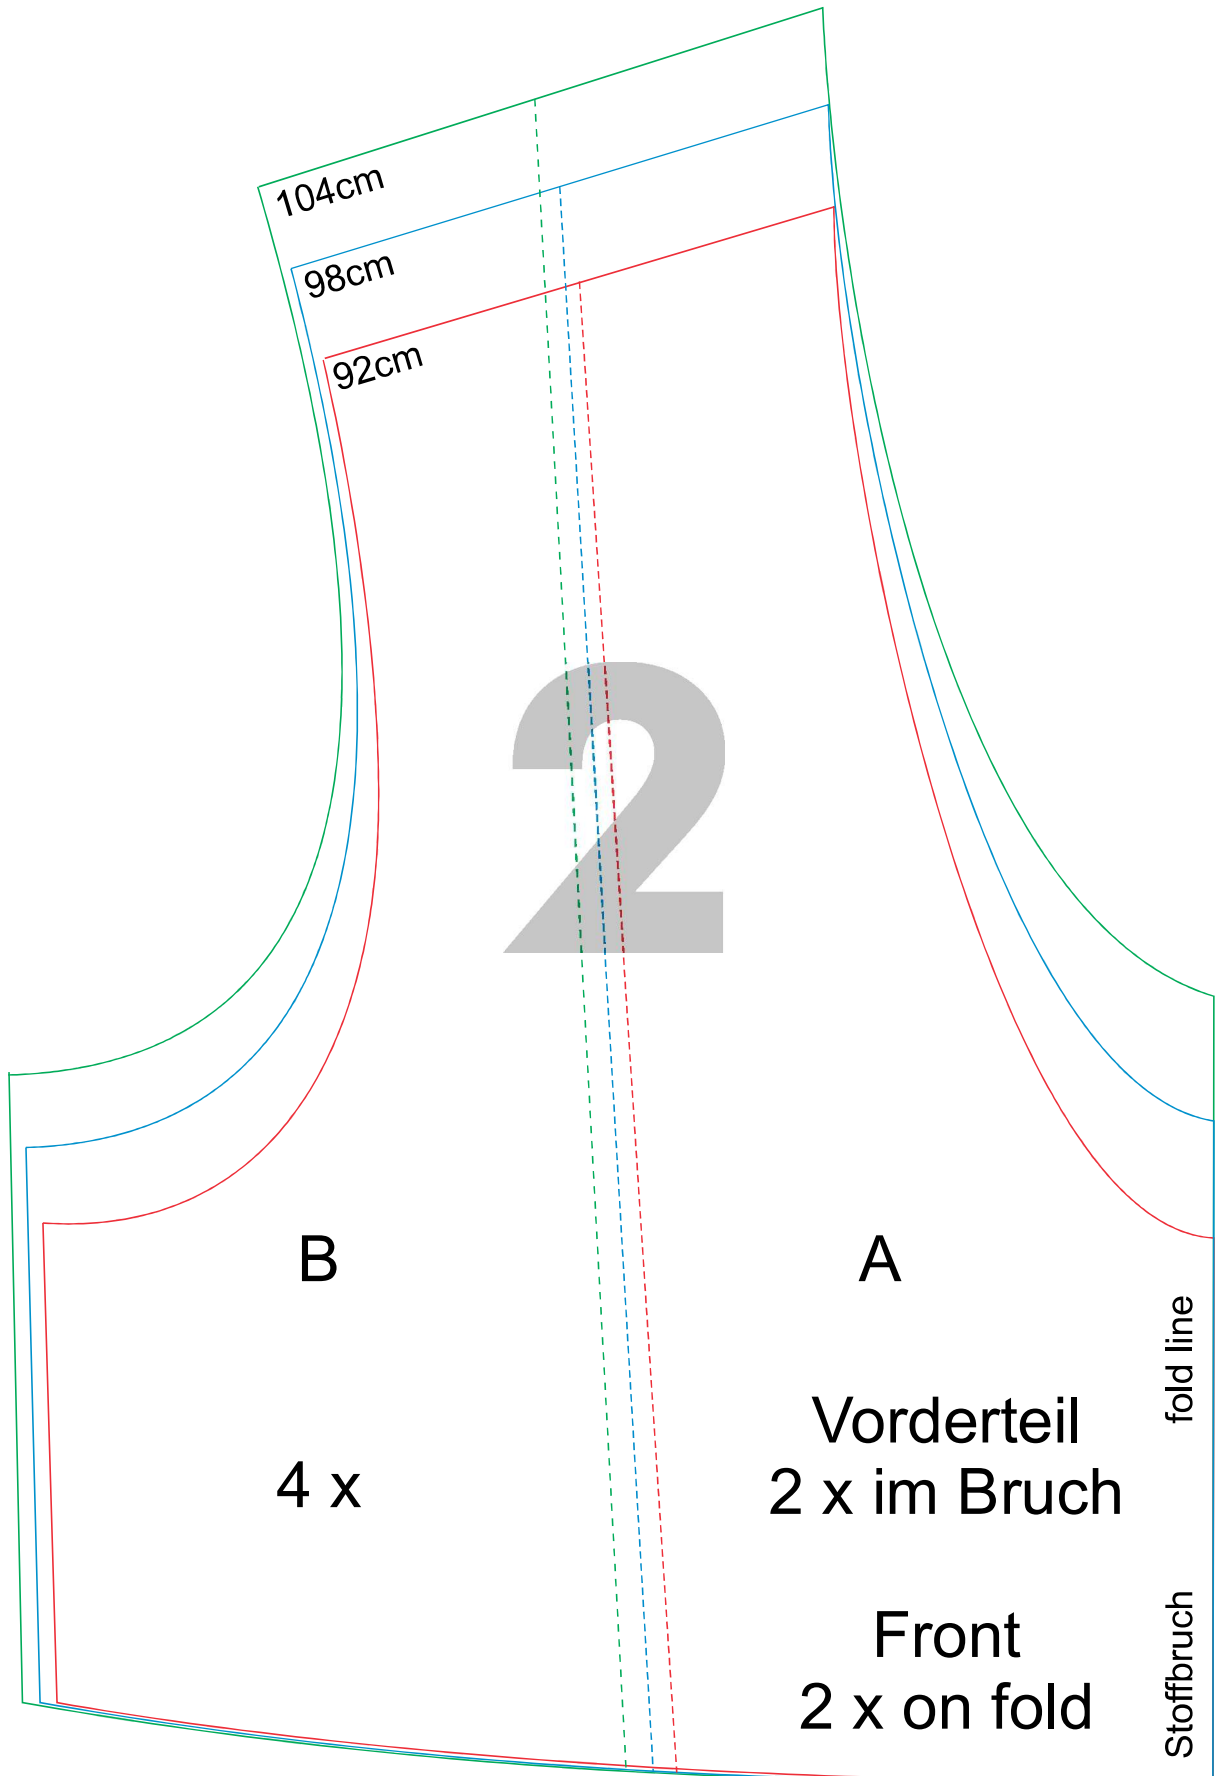 104cm
98cm
92cm
2
B
A
fold line
Vorderteil
2 x im Bruch
4 x
Front
2 x on fold
Stoffbruch